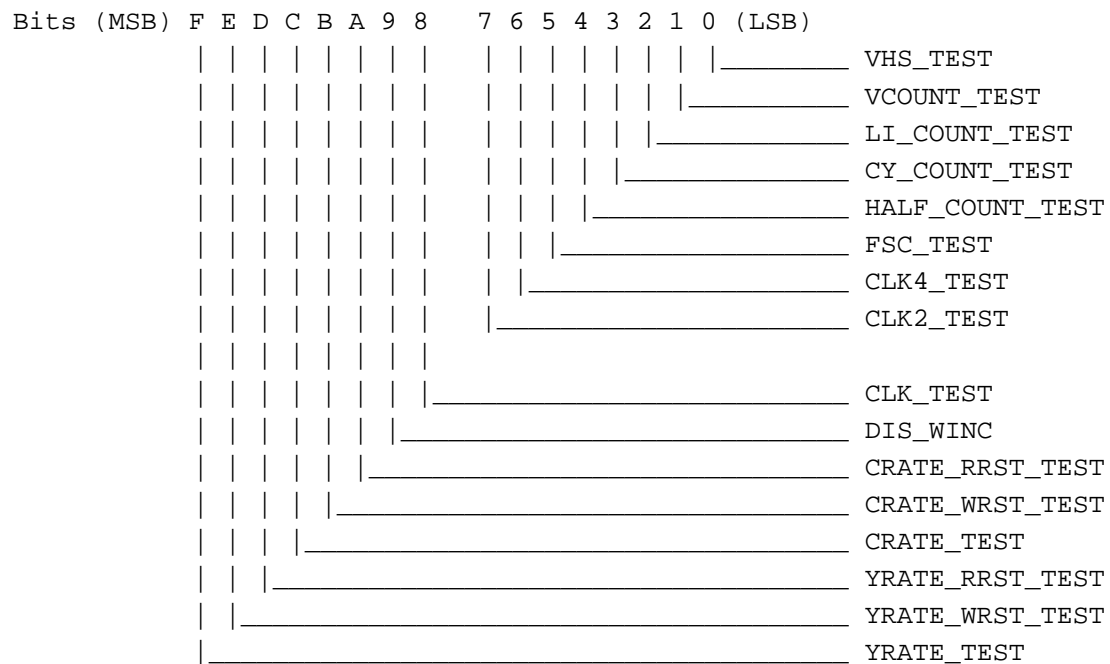 Bits (MSB) F E D C B A 9 8 7 6 5 4 3 2 1 0 (LSB)
VHS_TEST
VCOUNT_TEST
LI_COUNT_TEST
CY_COUNT_TEST
HALF_COUNT_TEST
FSC_TEST
CLK4_TEST
CLK2_TEST
CLK_TEST
DIS_WINC
CRATE_RRST_TEST
CRATE_WRST_TEST
CRATE_TEST
YRATE_RRST_TEST
YRATE_WRST_TEST
YRATE_TEST